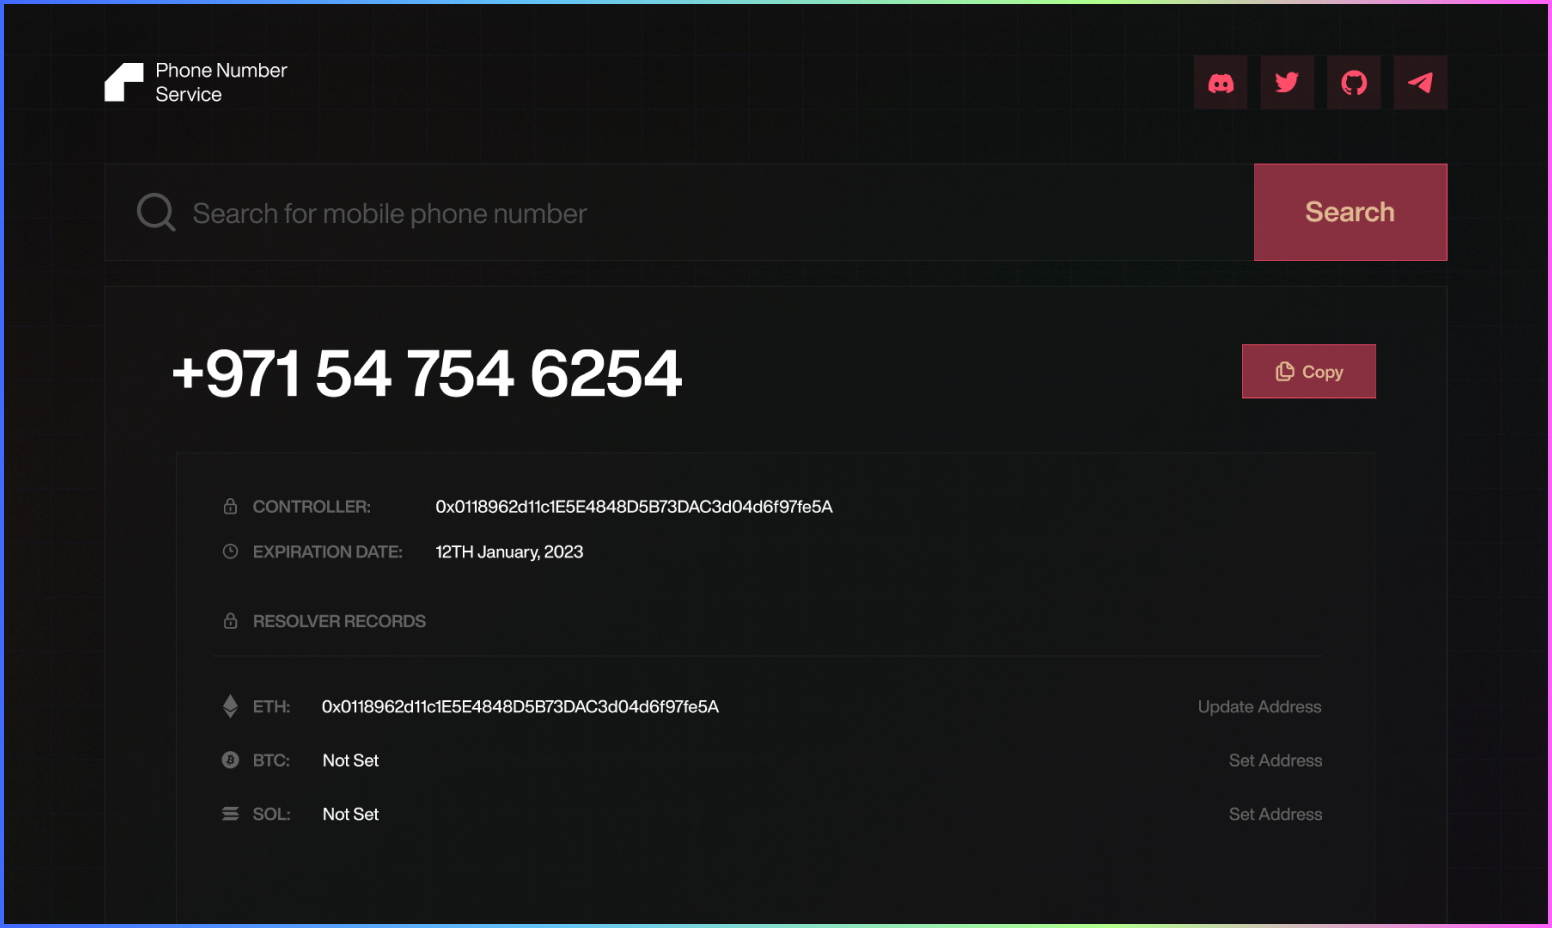 Phone Number
Service
Search for mobile phone number
Search
+971 54 754 6254
Copy
CONTROLLER: 0x0118962d11c1E5E4848D5B73DAC3d04d6f97fe5A
EXPIRATION DATE: 12TH January, 2023
RESOLVER RECORDS
ETH: 0x0118962d11c1E5E4848D5B73DAC3d04d6f97fe5A Update Address
BTC: Not Set Set Address
SOL: Not Set Set Address